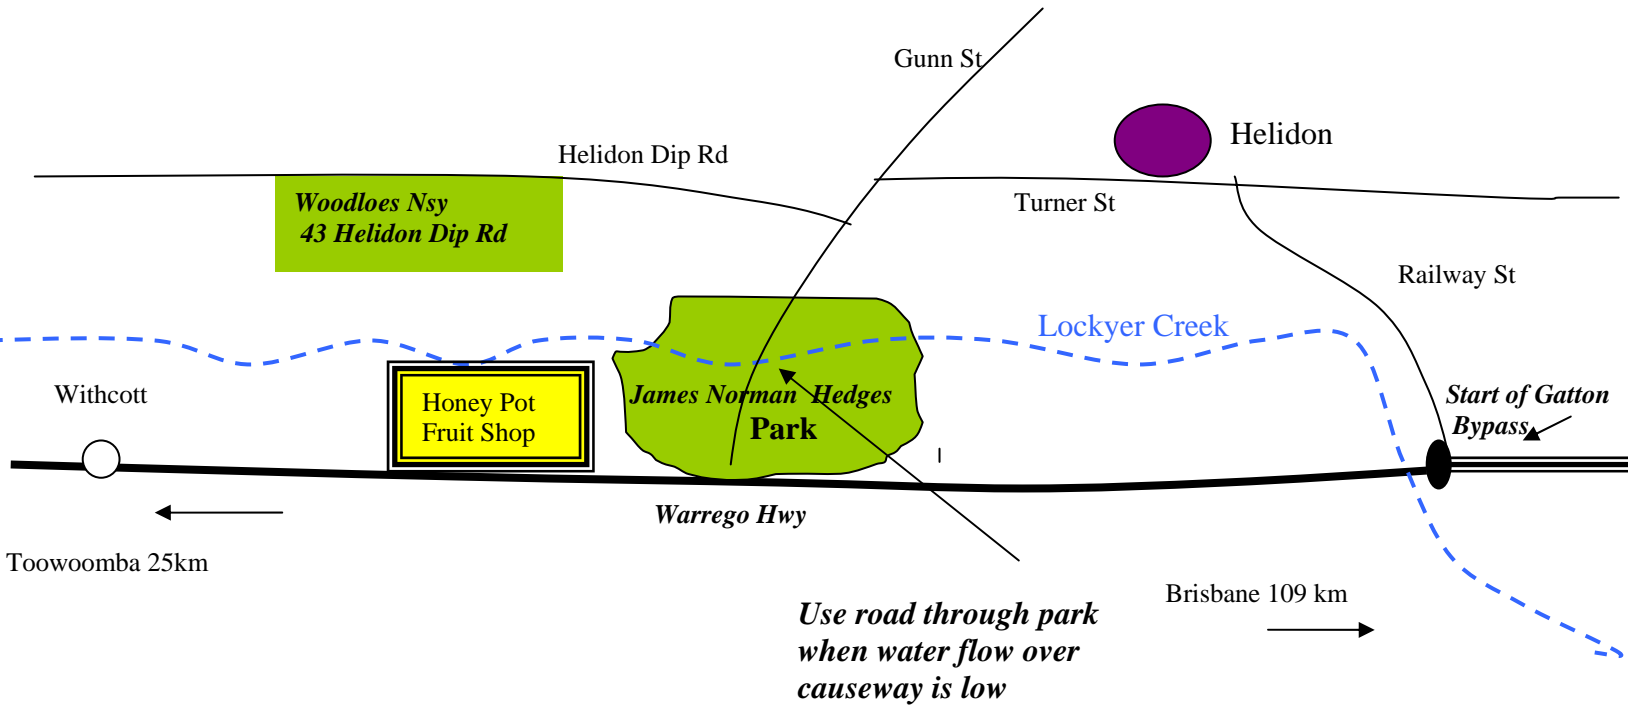 Gunn St
Helidon
Helidon Dip Rd
Woodloes Nsy
43 Helidon Dip Rd
Turner St
Railway St
Lockyer Creek
Withcott
Honey Pot
Fruit Shop
James Norman Hedges
Park
Start of Gatton
Bypass
Warrego Hwy
Toowoomba 25km
Brisbane 109 km
Use road through park
when water flow over
causeway is low